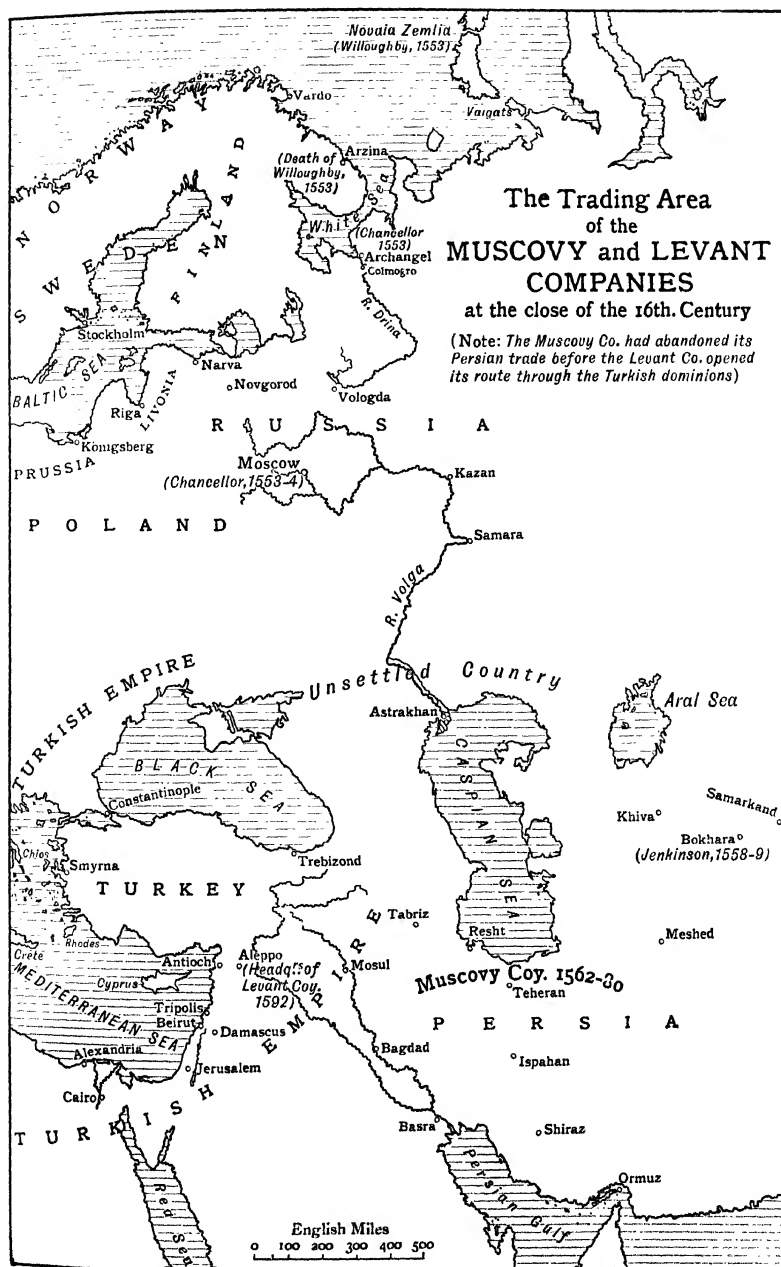 Novaia Zemlia
(Willoughby, 1553)
Vardo
Vaigats
NORWAY
Arzina
(Death of
Willoughby,
1553)
The Trading Area
of the
MUSCOVY and LEVANT
COMPANIES
at the close of the 16th. Century
(Note: The Muscovy Co. had abandoned its
Persian trade before the Levant Co. opened
its route through the Turkish dominions)
White Sea
(Chancellor
1553)
Archangel
Colmogro
SWEDEN
FINLAND
R. Drina
Stockholm
BALTIC SEA
Narva
Novgorod
Vologda
Riga
LIVONIA
Königsberg
PRUSSIA
RUSSIA
Moscow
(Chancellor, 1553-4)
Kazan
POLAND
Samara
R. Volga
TURKISH EMPIRE
Unsettled Country
Astrakhan
Aral Sea
BLACK SEA
CASPIAN SEA
Constantinople
Khiva
Samarkand
Bokhara
(Jenkinson, 1558-9)
Chios
Smyrna
Trebizond
TURKEY
Tabriz
Resht
Meshed
Rhodes
Crete
Antioch
Aleppo
(Headqrs of
Levant Coy.
1592)
Mosul
Muscovy Coy. 1562-80
Teheran
Cyprus
MEDITERRANEAN SEA
Tripolis
Beirut
Damascus
PERSIA
Alexandria
Jerusalem
Bagdad
Ispahan
Cairo
TURKISH EMPIRE
Basra
Shiraz
Persian Gulf
Ormuz
Red Sea
English Miles
0 100 200 300 400 500